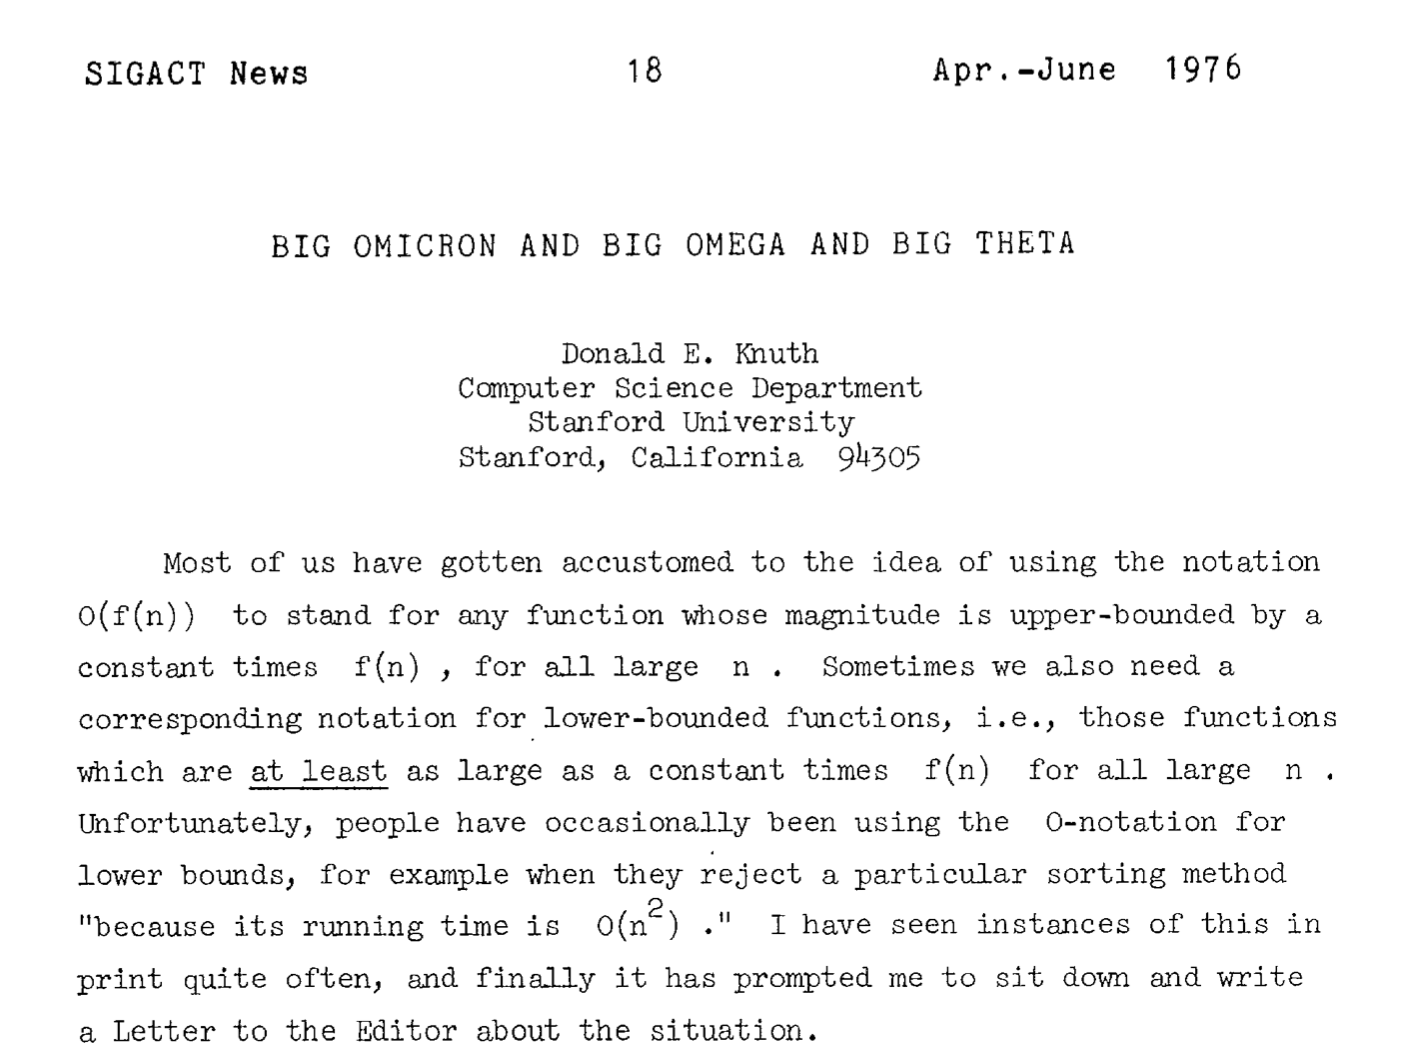 SIGACT News 18 Apr.-June 1976
BIG OMICRON AND BIG OMEGA AND BIG THETA
Donald E. Knuth
Computer Science Department
Stanford University
Stanford, California 94305
Most of us have gotten accustomed to the idea of using the notation
O(f(n)) to stand for any function whose magnitude is upper-bounded by a
constant times f(n) , for all large n . Sometimes we also need a
corresponding notation for lower-bounded functions, i.e., those functions
which are at least as large as a constant times f(n) for all large n .
Unfortunately, people have occasionally been using the O-notation for
lower bounds, for example when they reject a particular sorting method
"because its running time is O(n²) ." I have seen instances of this in
print quite often, and finally it has prompted me to sit down and write
a Letter to the Editor about the situation.